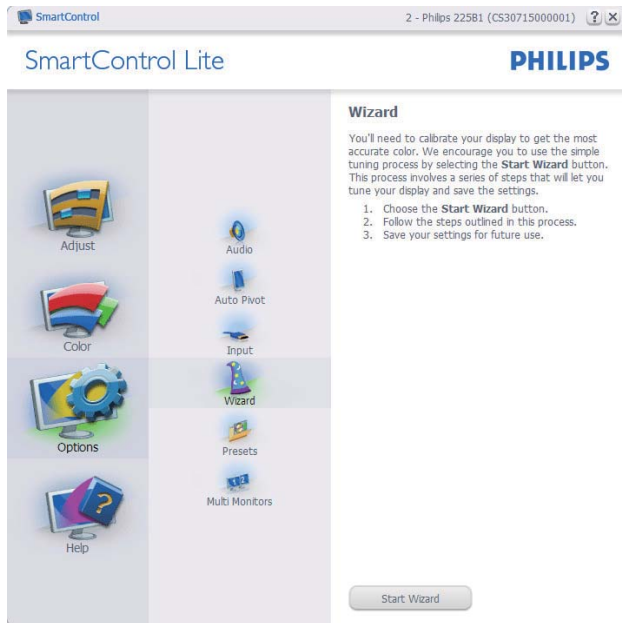 SmartControl
2 - Philips 225B1 (CS30715000001)
?
SmartControl Lite
PHILIPS
Adjust
Color
Options
?
Help
Audio
Auto Pivot
Input
Wizard
Presets
1 2
Multi Monitors
Wizard
You'll need to calibrate your display to get the most
accurate color. We encourage you to use the simple
tuning process by selecting the Start Wizard button.
This process involves a series of steps that will let you
tune your display and save the settings.
1. Choose the Start Wizard button.
2. Follow the steps outlined in this process.
3. Save your settings for future use.
Start Wizard